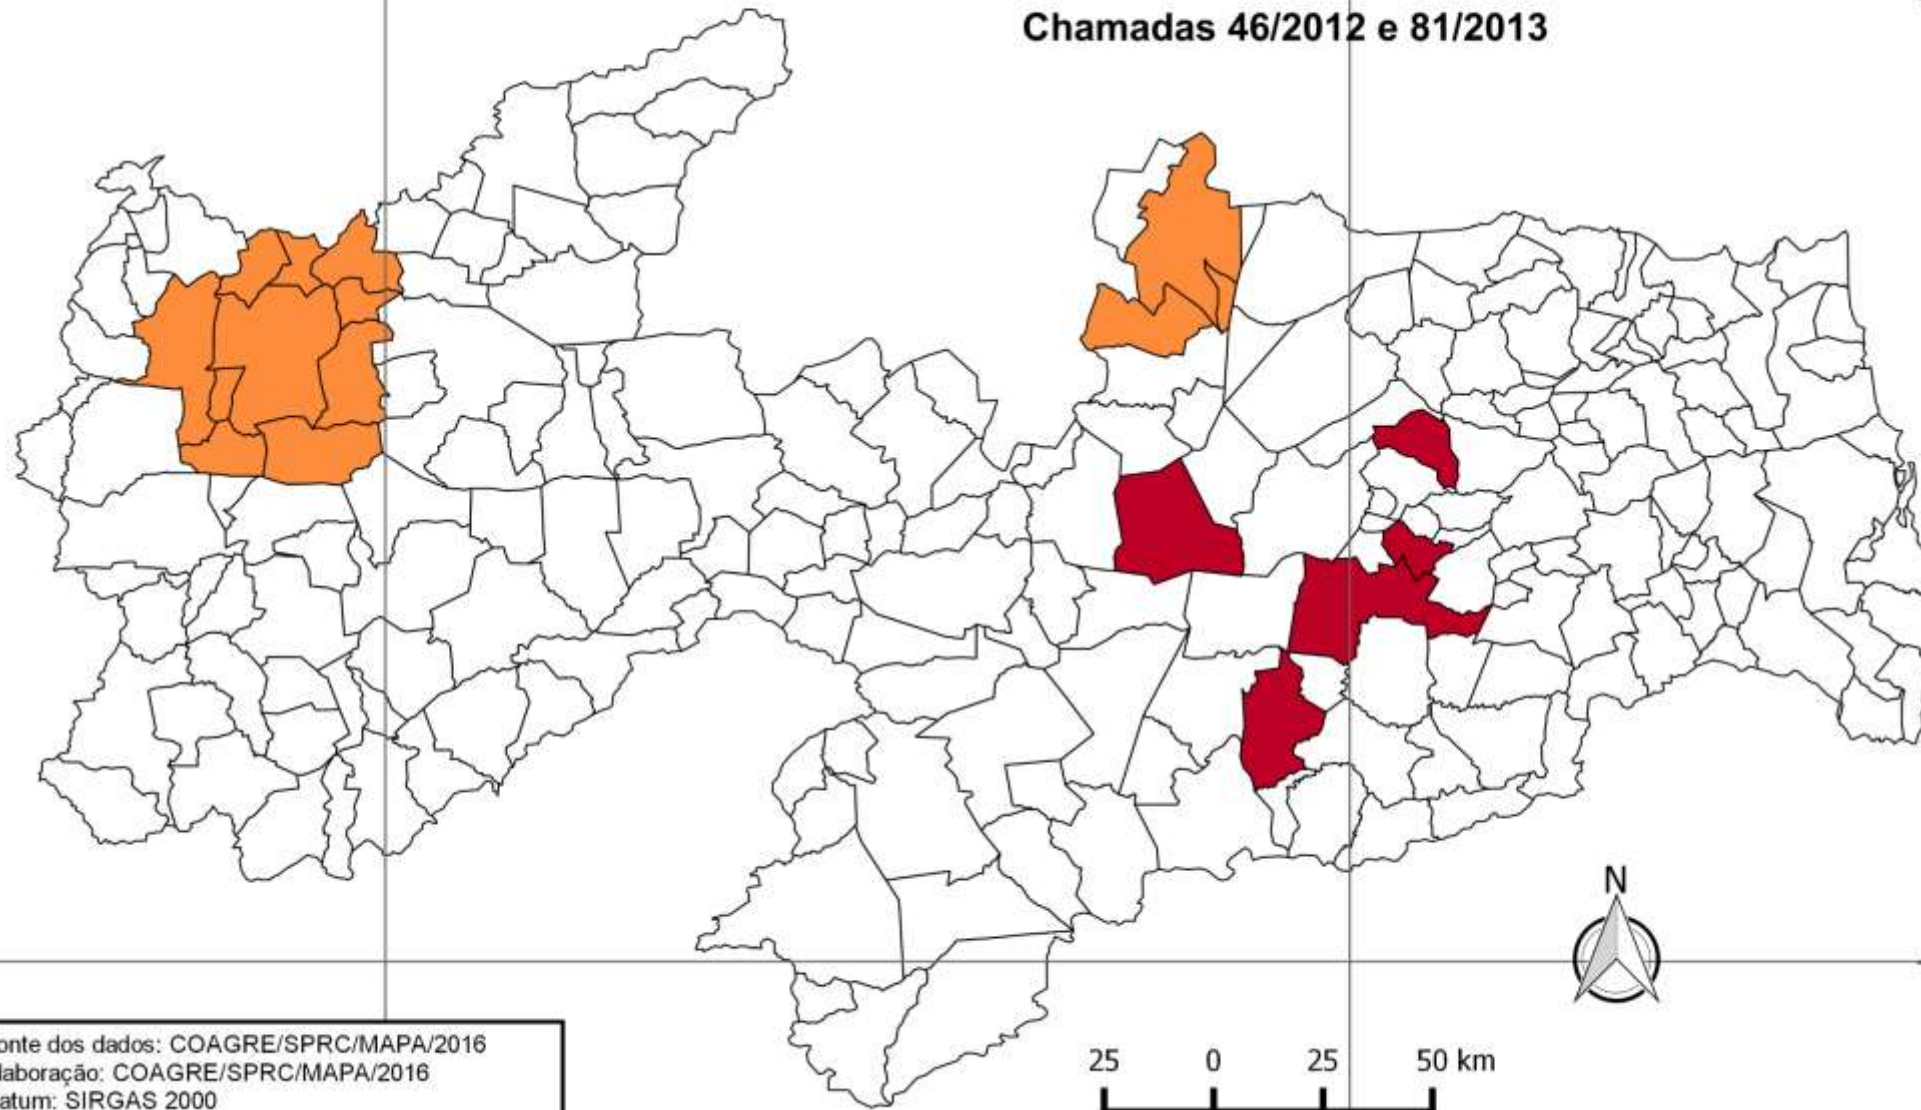 Chamadas 46/2012 e 81/2013
N
onte dos dados: COAGRE/SPRC/MAPA/2016
laboração: COAGRE/SPRC/MAPA/2016
atum: SIRGAS 2000
25 0 25 50 km